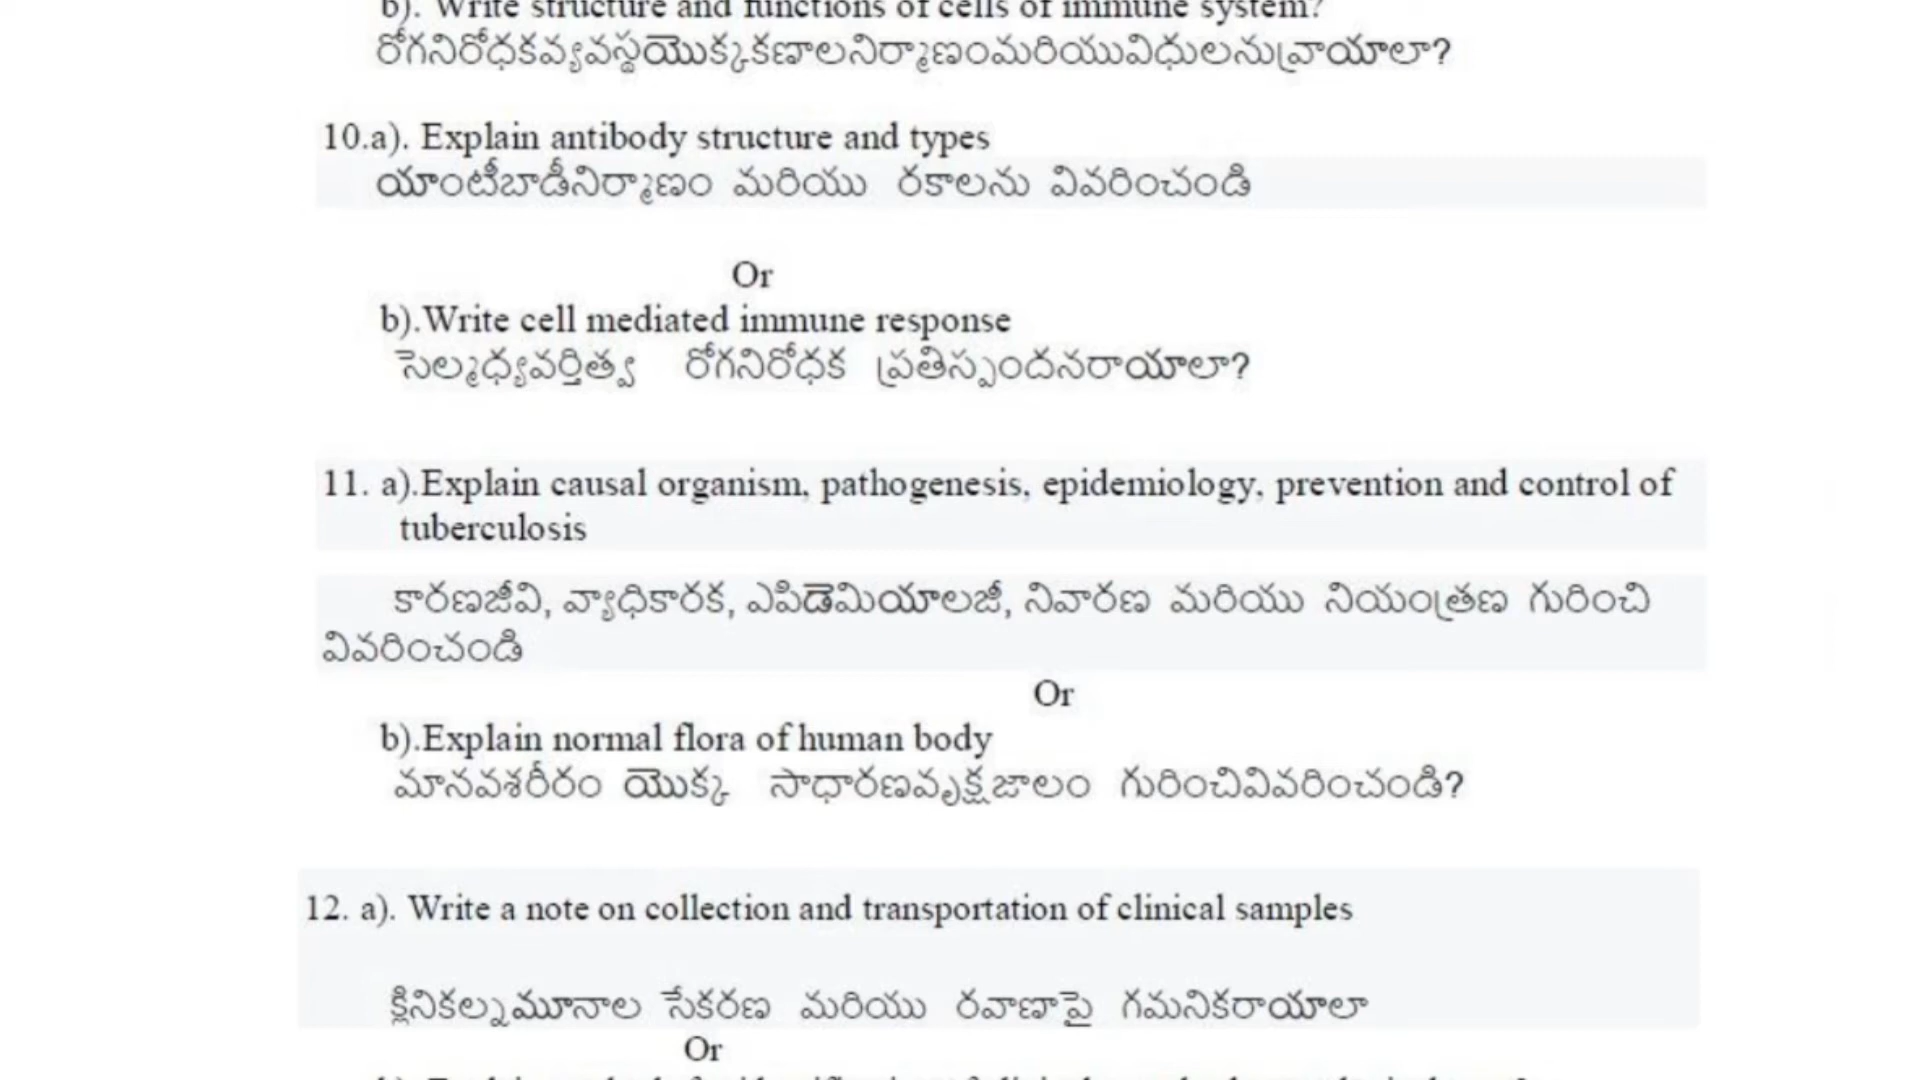 b). Write structure and functions of cells of immune system?
రోగనిరోధకవ్యవస్థయొక్కకణాలనిర్మాణంమరియువిధులనువ్రాయాలా?
10.a). Explain antibody structure and types
యాంటీబాడీనిర్మాణం మరియు రకాలను వివరించండి
Or
b).Write cell mediated immune response
సెల్మధ్యవర్తిత్వ రోగనిరోధక ప్రతిస్పందనరాయాలా?
11. a).Explain causal organism, pathogenesis, epidemiology, prevention and control of
tuberculosis
కారణజీవి, వ్యాధికారక, ఎపిడెమియాలజీ, నివారణ మరియు నియంత్రణ గురించి
వివరించండి
Or
b).Explain normal flora of human body
మానవశరీరం యొక్క సాధారణవృక్షజాలం గురించివివరించండి?
12. a). Write a note on collection and transportation of clinical samples
క్లినికల్నమూనాల సేకరణ మరియు రవాణాపై గమనికరాయాలా
Or